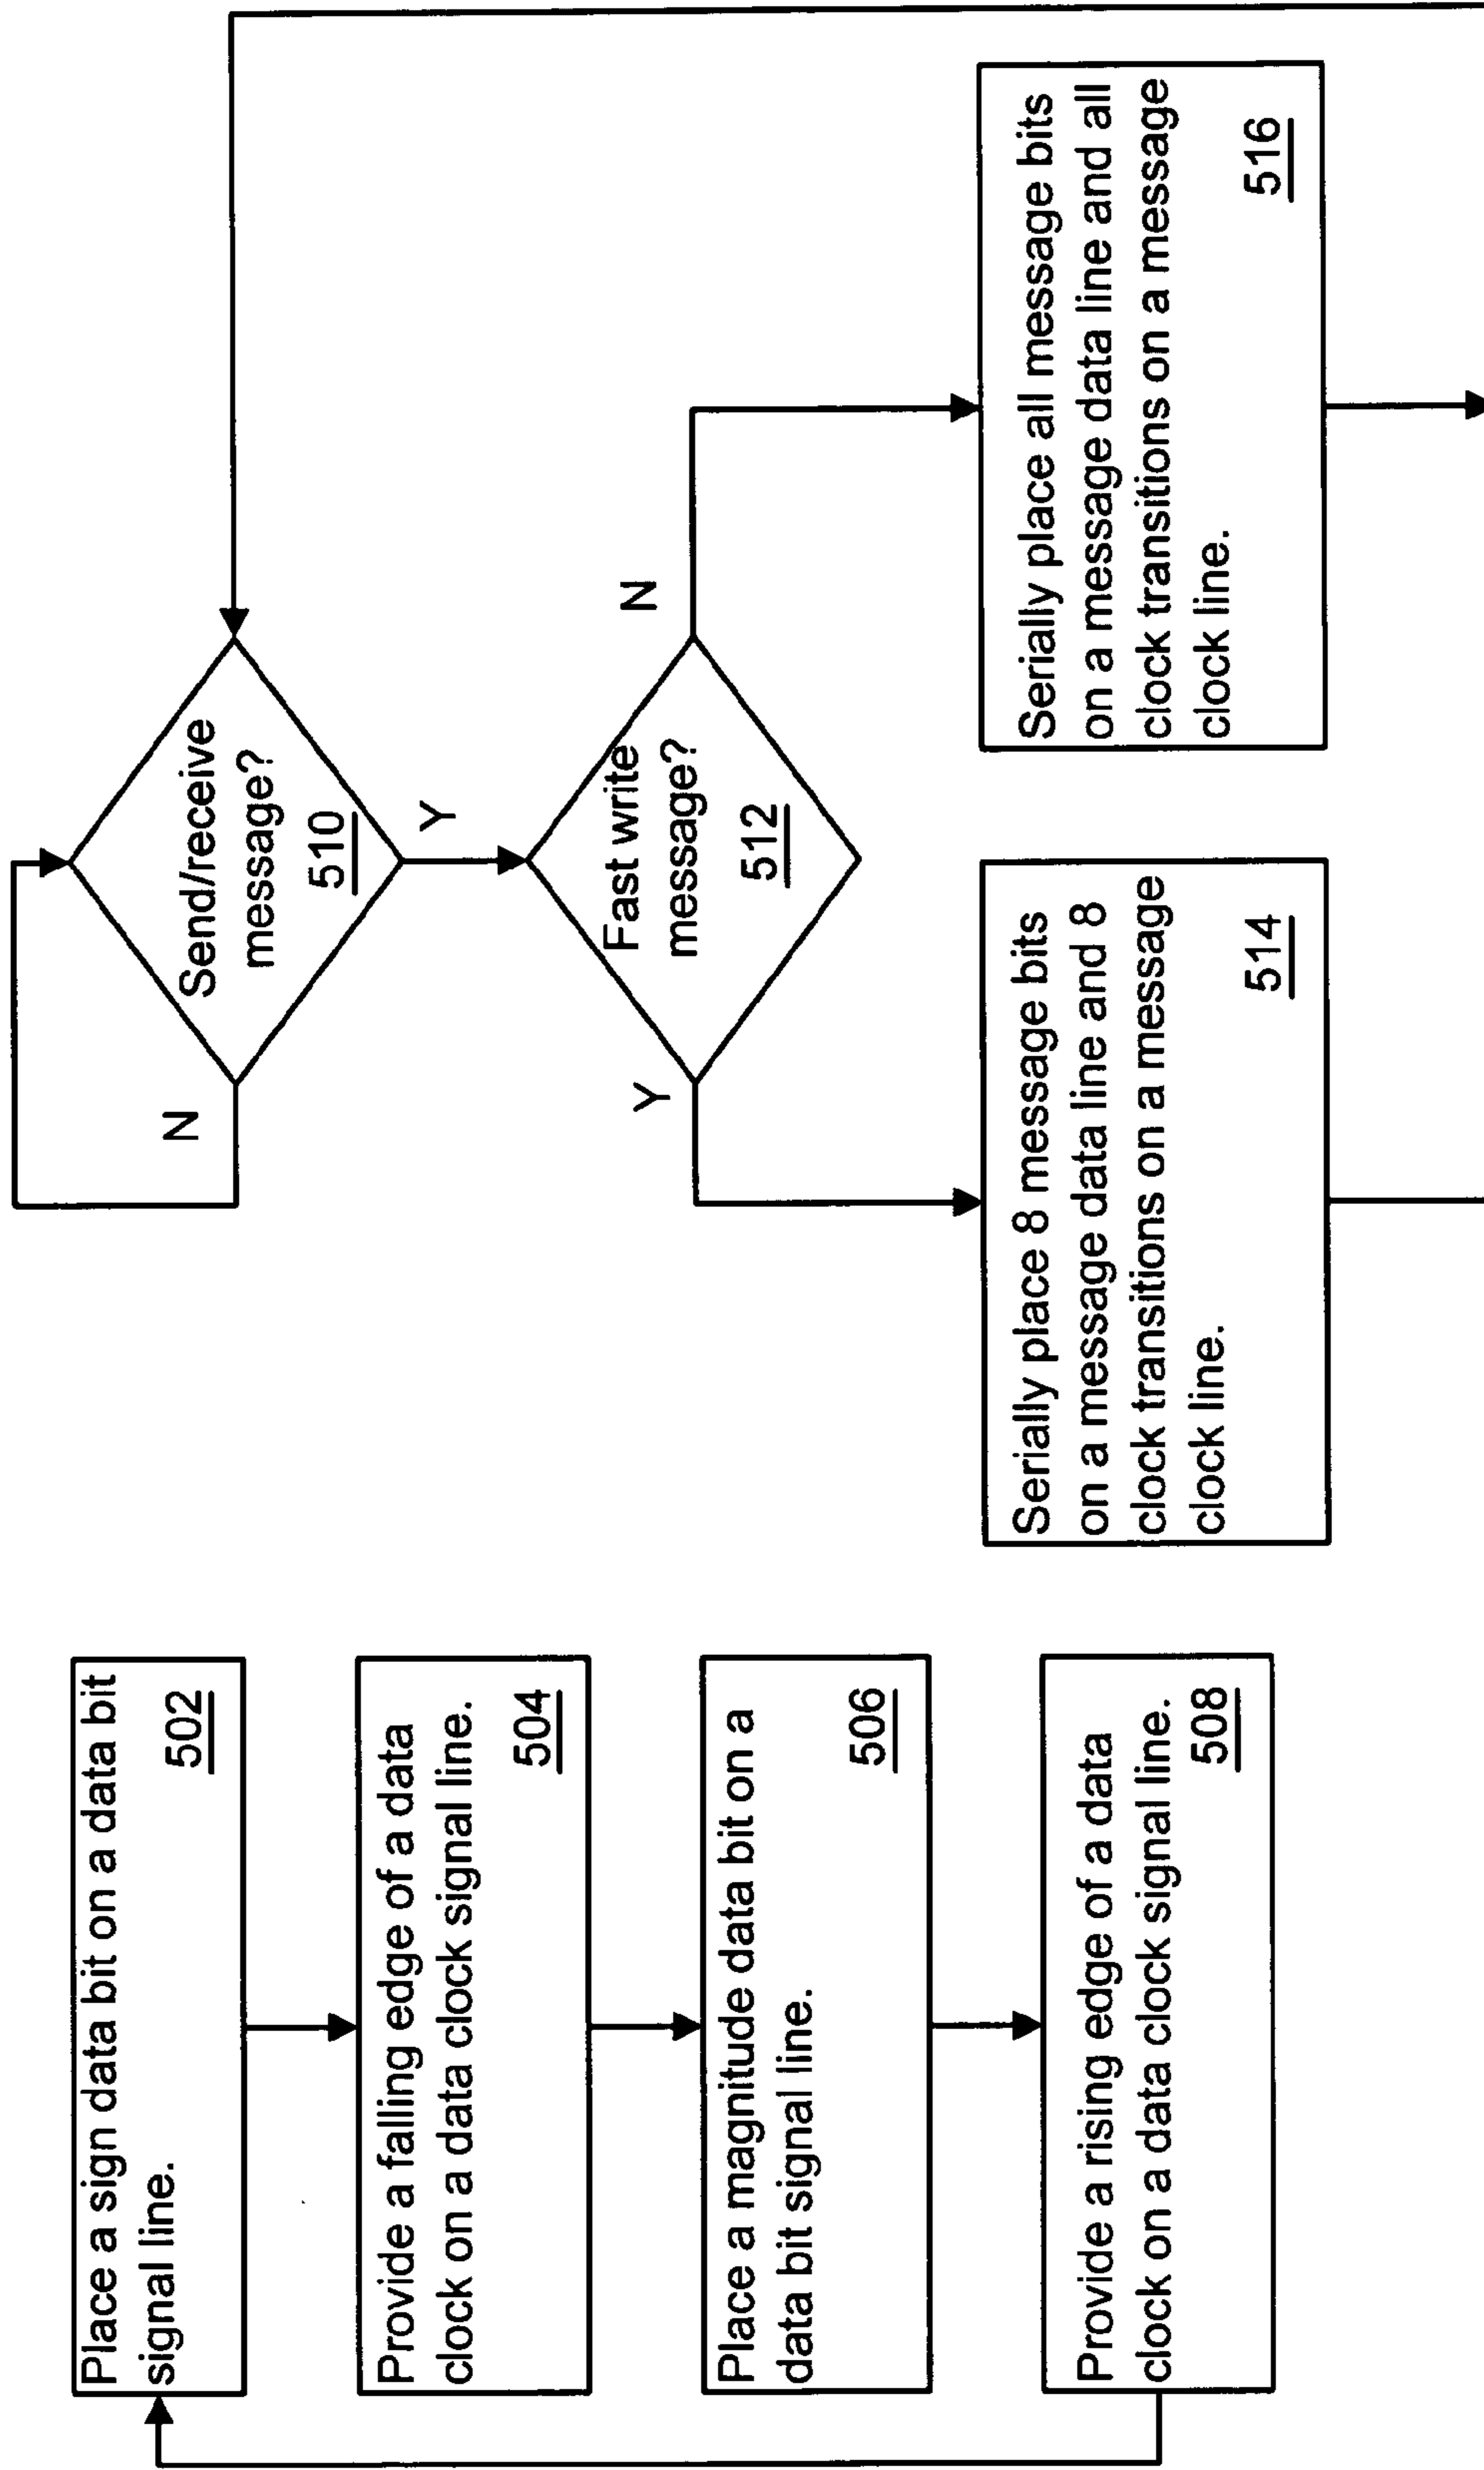 Place a sign data bit on a data bit
signal line.
502
Provide a falling edge of a data
clock on a data clock signal line.
504
Place a magnitude data bit on a
data bit signal line.
506
Provide a rising edge of a data
clock on a data clock signal line.
508
Send/receive
message?
510
N
Y
Fast write
message?
512
Y
N
Serially place 8 message bits
on a message data line and 8
clock transitions on a message
clock line.
514
Serially place all message bits
on a message data line and all
clock transitions on a message
clock line.
516